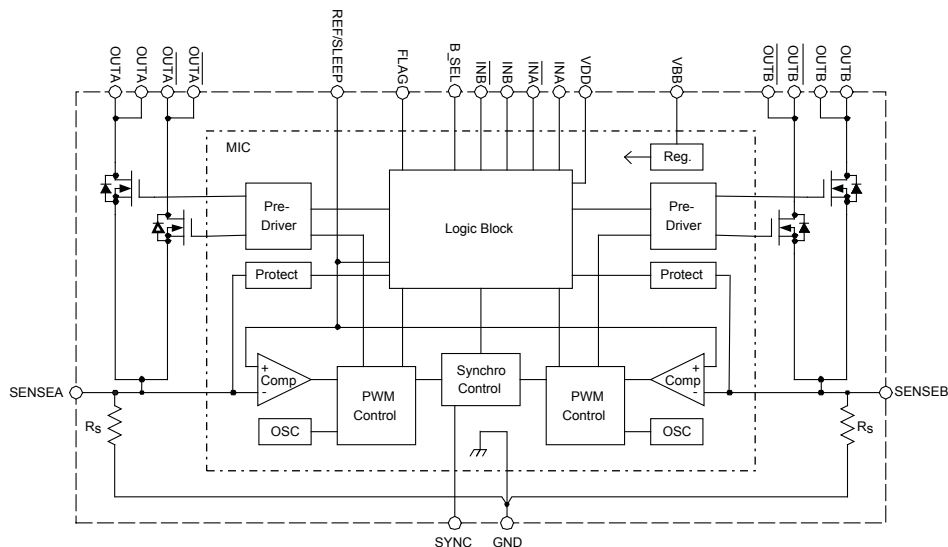 OUTA
OUTA
OUTA
OUTA
REF/SLEEP
FLAG
B_SEL
INB
INB
INA
INA
VDD
VBB
OUTB
OUTB
OUTB
OUTB
MIC
Reg.
Pre-
Driver
Logic Block
Pre-
Driver
Protect
Protect
+
Comp
-
PWM
Control
Synchro
Control
PWM
Control
+
Comp
-
SENSEA
SENSEB
RS
OSC
OSC
RS
SYNC
GND